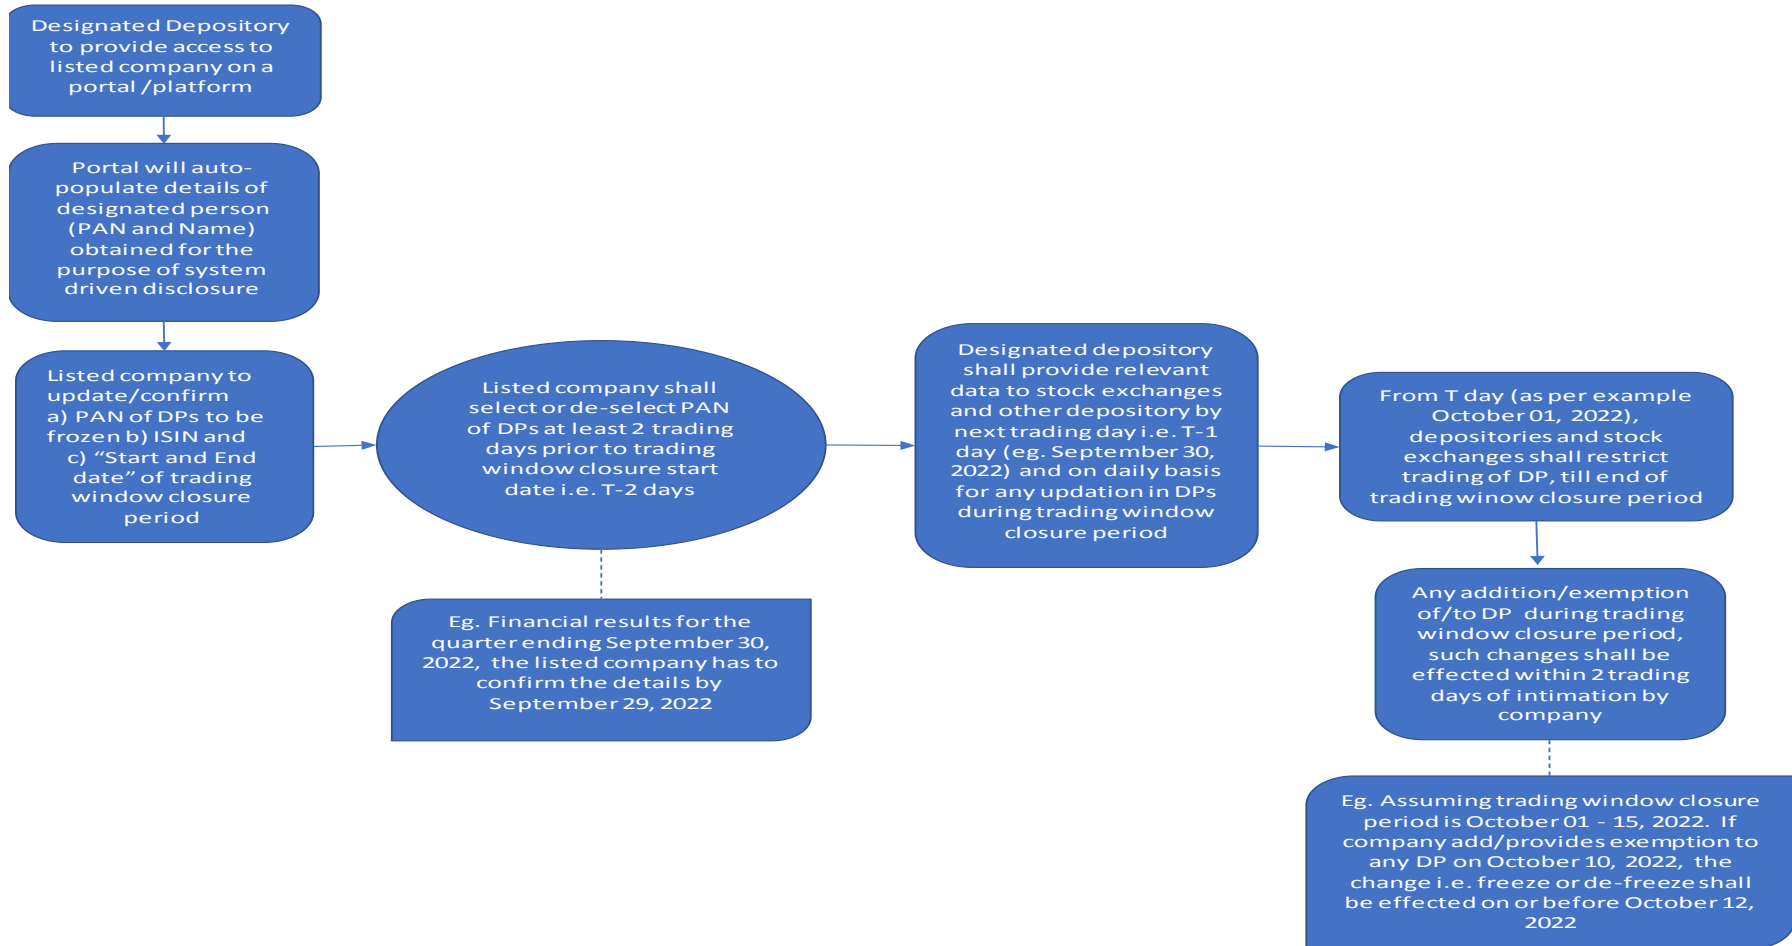 Designated Depository
to provide access to
listed company on a
portal /platform
Portal will auto-
populate details of
designated person
(PAN and Name)
obtained for the
purpose of system
driven disclosure
Listed company to
update/confirm
a) PAN of DPs to be
frozen b) ISIN and
c) “Start and End
date” of trading
window closure
period
Listed company shall
select or de-select PAN
of DPs at least 2 trading
days prior to trading
window closure start
date i.e. T-2 days
Eg. Financial results for the
quarter ending September 30,
2022, the listed company has to
confirm the details by
September 29, 2022
Designated depository
shall provide relevant
data to stock exchanges
and other depository by
next trading day i.e. T-1
day (eg. September 30,
2022) and on daily basis
for any updation in DPs
during trading window
closure period
From T day (as per example
October 01, 2022),
depositories and stock
exchanges shall restrict
trading of DP, till end of
trading winow closure period
Any addition/exemption
of/to DP during trading
window closure period,
such changes shall be
effected within 2 trading
days of intimation by
company
Eg. Assuming trading window closure
period is October 01 - 15, 2022. If
company add/provides exemption to
any DP on October 10, 2022, the
change i.e. freeze or de-freeze shall
be effected on or before October 12,
2022